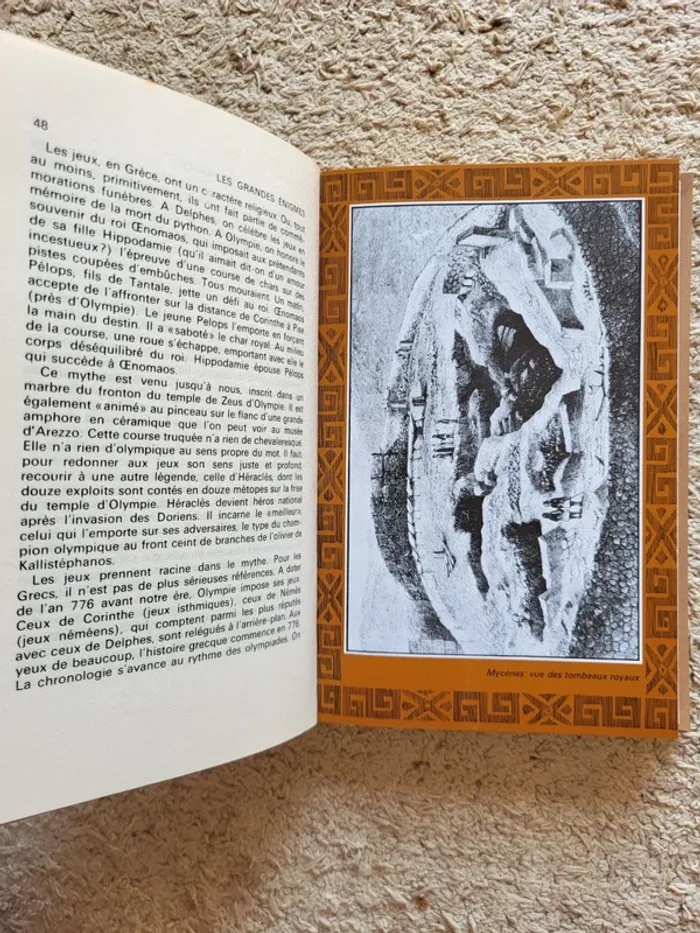 48
LES GRANDES ÉNIGMES
Les jeux, en Grèce, ont un caractère religieux. Ou, tout
au moins, primitivement, ils ont fait partie de commé-
morations funèbres. A Delphes, on célèbre les jeux en
mémoire de la mort du python. A Olympie, on honore le
souvenir du roi Œnomaos, qui imposait aux prétendants
de sa fille Hippodamie (qu'il aimait dit-on d'un amour
incestueux?) l'épreuve d'une course de chars sur des
pistes coupées d'embûches. Tous mouraient. Un matin,
Pélops, fils de Tantale, jette un défi au roi. Œnomaos
accepte de l'affronter sur la distance de Corinthe à Pise
(près d'Olympie). Le jeune Pelops l'emporte en forçant
la main du destin. Il a «saboté» le char royal. Au milieu
de la course, une roue s'échappe, emportant avec elle le
corps déséquilibré du roi. Hippodamie épouse Pélops
qui succède à Œnomaos.
Ce mythe est venu jusqu'à nous, inscrit dans un
marbre du fronton du temple de Zeus d'Olympie. Il est
également «animé» au pinceau sur le flanc d'une grande
amphore en céramique que l'on peut voir au musée
d'Arezzo. Cette course truquée n'a rien de chevaleresque.
Elle n'a rien d'olympique au sens propre du mot. Il faut,
pour redonner aux jeux son sens juste et profond,
recourir à une autre légende, celle d'Héraclès, dont les
douze exploits sont contés en douze métopes sur la frise
du temple d'Olympie. Héraclès devient héros national
après l'invasion des Doriens. Il incarne le «meilleur»,
celui qui l'emporte sur ses adversaires, le type du cham-
pion olympique au front ceint de branches de l'olivier de
Kallistéphanos.
Les jeux prennent racine dans le mythe. Pour les
Grecs, il n'est pas de plus sérieuses références. A dater
de l'an 776 avant notre ère, Olympie impose ses jeux.
Ceux de Corinthe (jeux isthmiques), ceux de Némès
(jeux néméens), qui comptent parmi les plus réputés
avec ceux de Delphes, sont relégués à l'arrière-plan. Aux
yeux de beaucoup, l'histoire grecque commence en 776.
La chronologie s'avance au rythme des olympiades. On
Mycènes: vue des tombeaux royaux